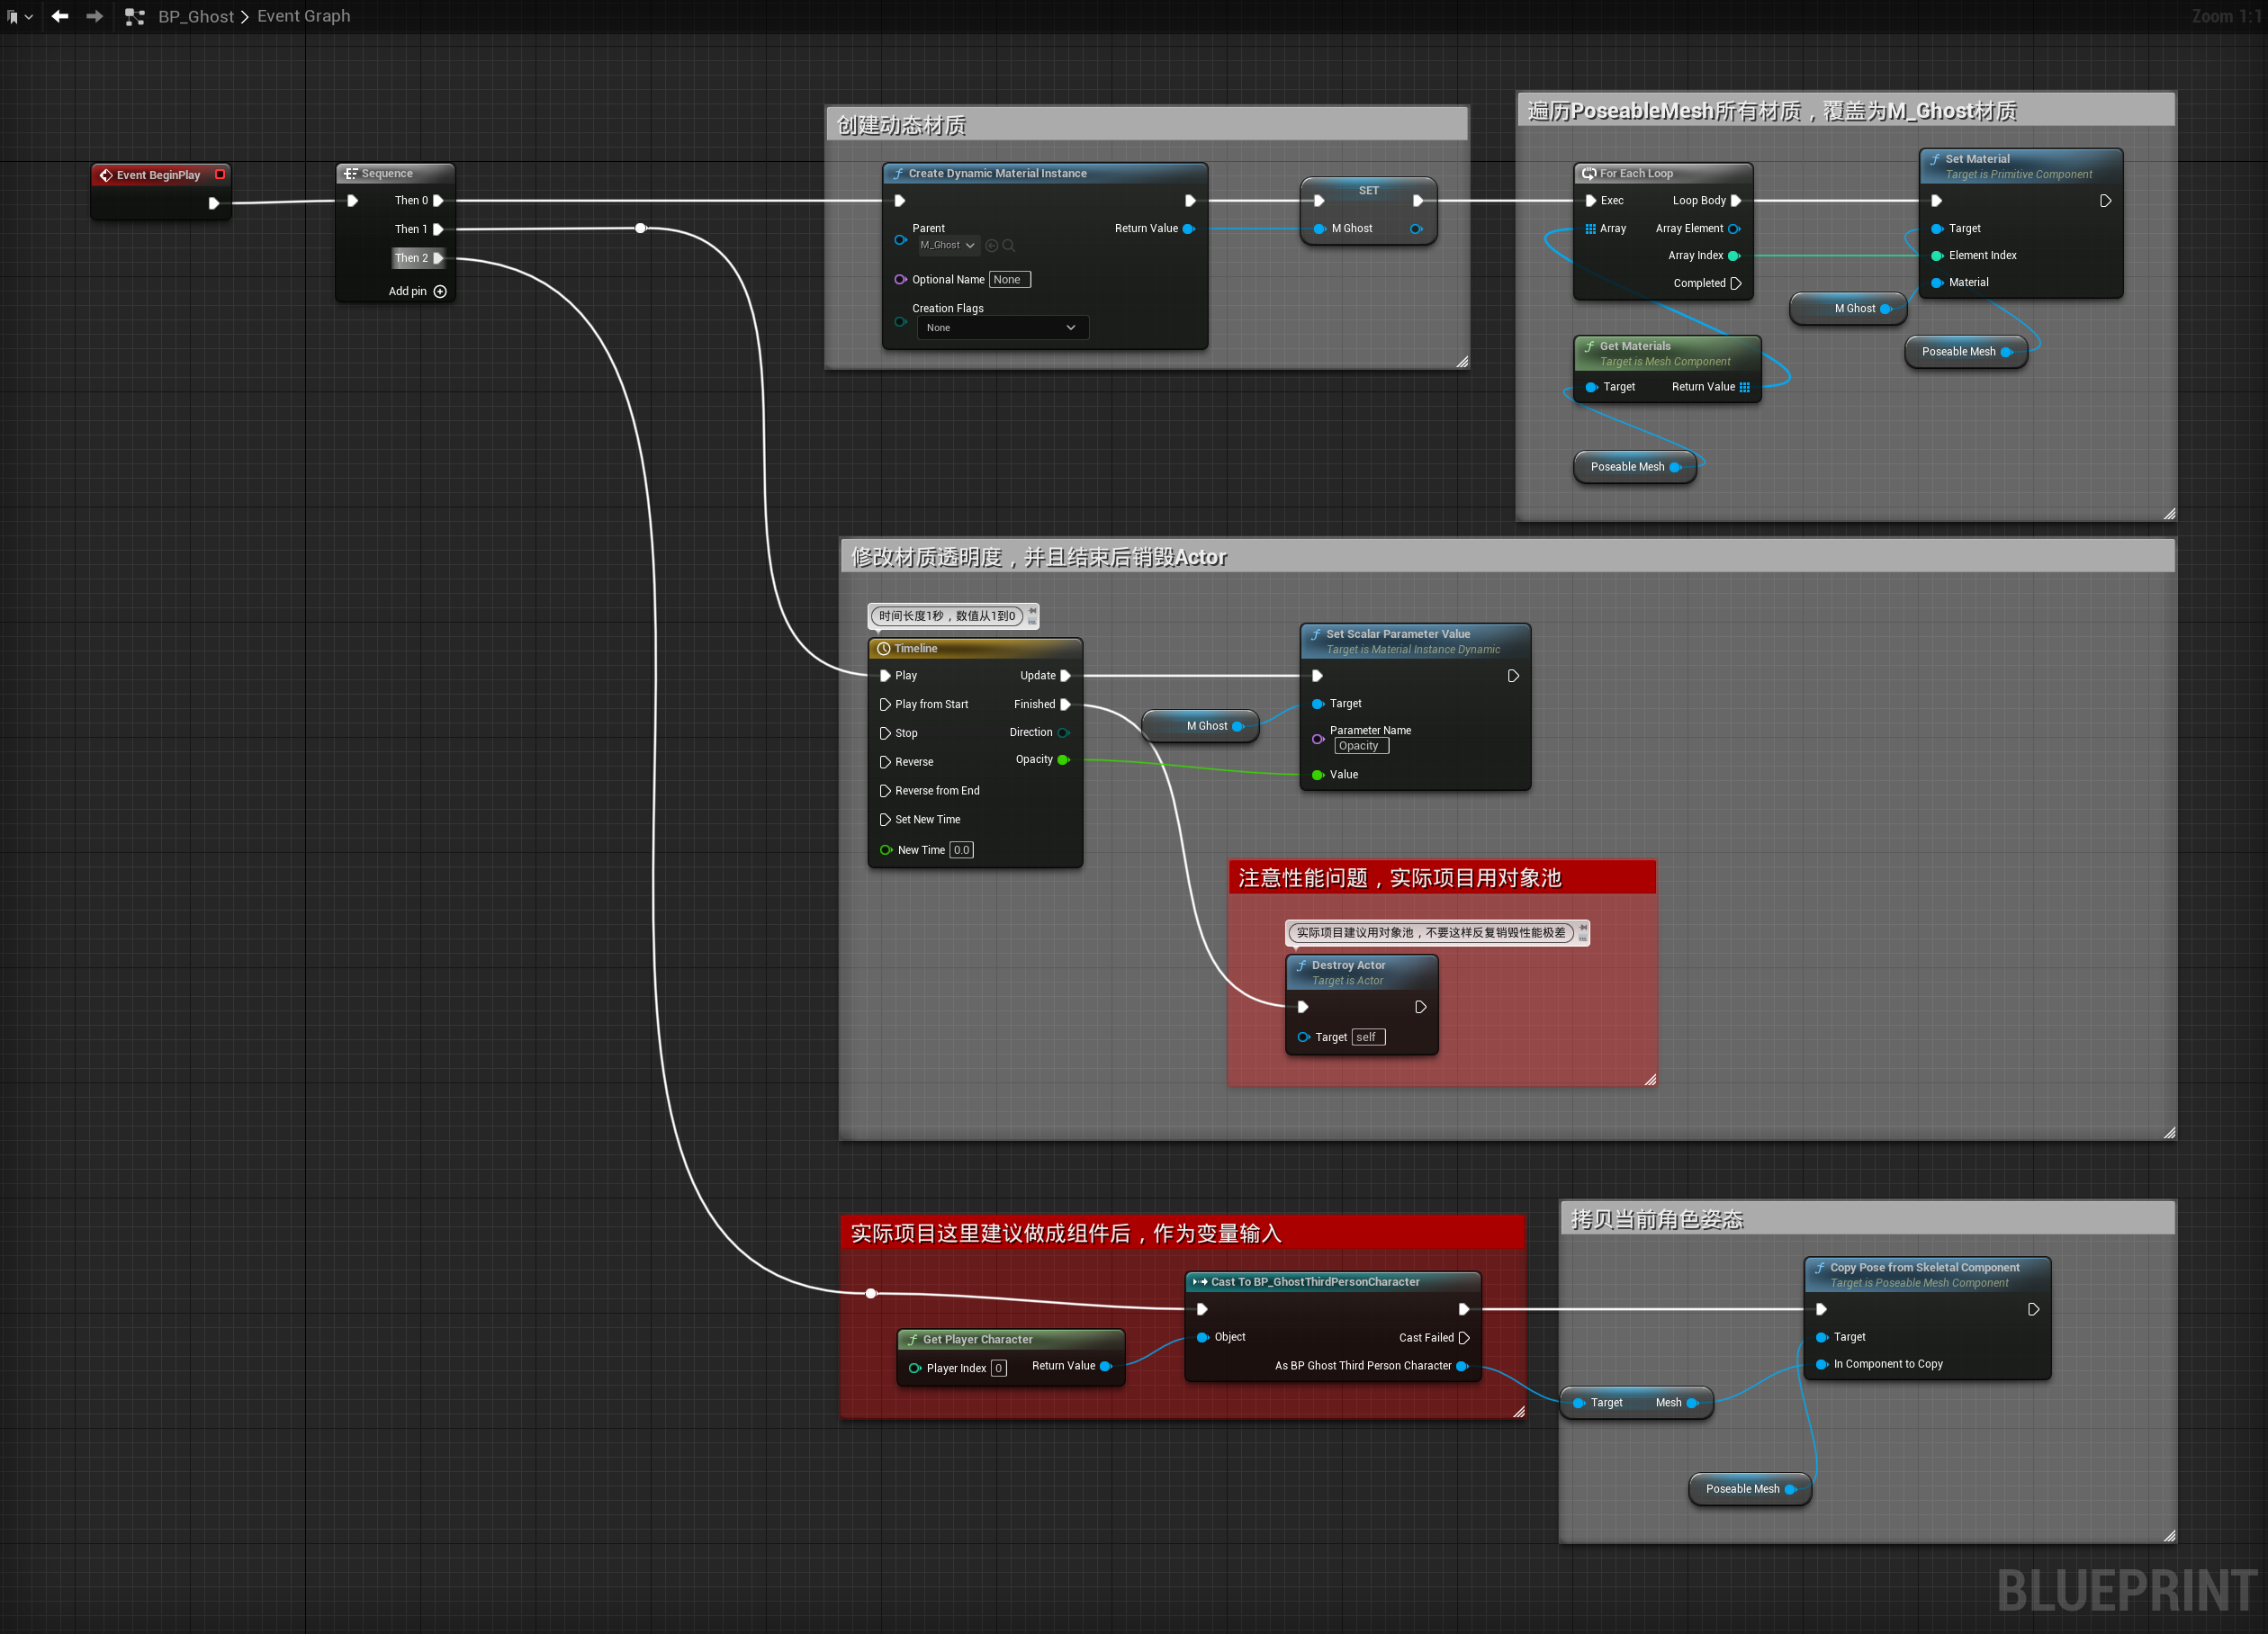 BP_Ghost > Event Graph
Zoom 1:1
Event BeginPlay
Sequence
Then 0
Then 1
Then 2
Add pin
创建动态材质
Create Dynamic Material Instance
Parent
M_Ghost
Return Value
Optional Name None
Creation Flags
None
SET
M Ghost
遍历PoseableMesh所有材质，覆盖为M_Ghost材质
For Each Loop
Exec Loop Body
Array Array Element
Array Index
Completed
Set Material
Target is Primitive Component
Target
Element Index
Material
M Ghost
Poseable Mesh
Get Materials
Target is Mesh Component
Target Return Value
Poseable Mesh
修改材质透明度，并且结束后销毁Actor
时间长度1秒，数值从1到0
Timeline
Play Update
Play from Start Finished
Stop Direction
Reverse Opacity
Reverse from End
Set New Time
New Time 0.0
M Ghost
Set Scalar Parameter Value
Target is Material Instance Dynamic
Target
Parameter Name
Opacity
Value
注意性能问题，实际项目用对象池
实际项目建议用对象池，不要这样反复销毁性能极差
Destroy Actor
Target is Actor
Target self
实际项目这里建议做成组件后，作为变量输入
Get Player Character
Player Index 0 Return Value
Cast To BP_GhostThirdPersonCharacter
Object
Cast Failed
As BP Ghost Third Person Character
拷贝当前角色姿态
Copy Pose from Skeletal Component
Target is Poseable Mesh Component
Target
In Component to Copy
Target Mesh
Poseable Mesh
BLUEPRINT